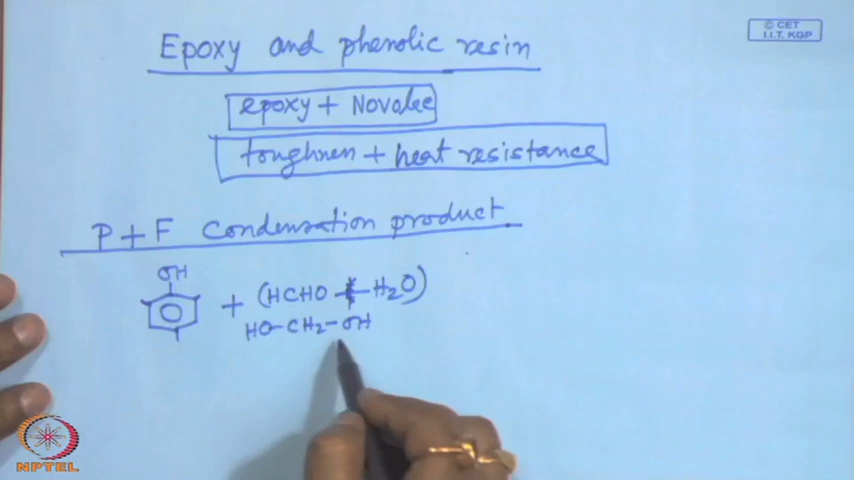 © CET
I.I.T. KGP
Epoxy and phenolic resin
epoxy + Novolac
toughness + heat resistance
P + F Condensation product
OH
+ (HCHO + H2O)
HO-CH2-OH
NPTEL